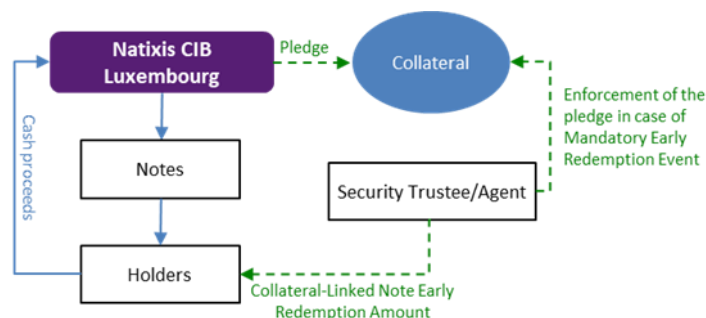 Natixis CIB
Luxembourg
Pledge
Collateral
Cash proceeds
Enforcement of the
pledge in case of
Mandatory Early
Redemption Event
Notes
Security Trustee/Agent
Holders
Collateral-Linked Note Early
Redemption Amount